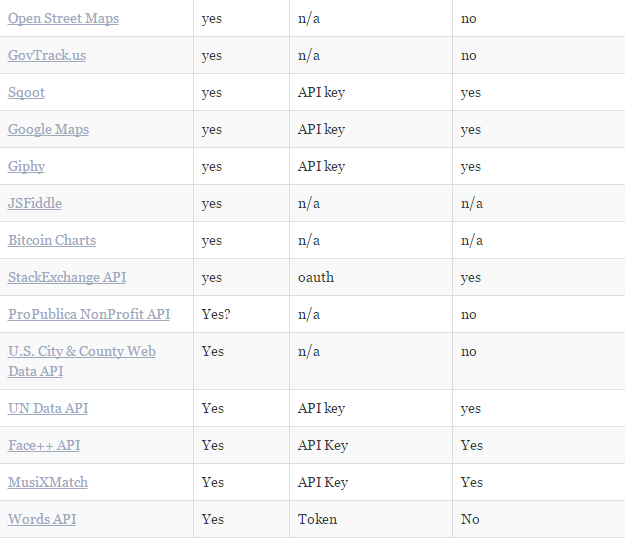 Open Street Maps yes n/a no
GovTrack.us yes n/a no
Sqoot yes API key yes
Google Maps yes API key yes
Giphy yes API key yes
JSFiddle yes n/a n/a
Bitcoin Charts yes n/a n/a
StackExchange API yes oauth yes
ProPublica NonProfit API Yes? n/a no
U.S. City & County Web Yes n/a no
Data API
UN Data API Yes API key yes
Face++ API Yes API Key Yes
MusiXMatch Yes API Key Yes
Words API Yes Token No